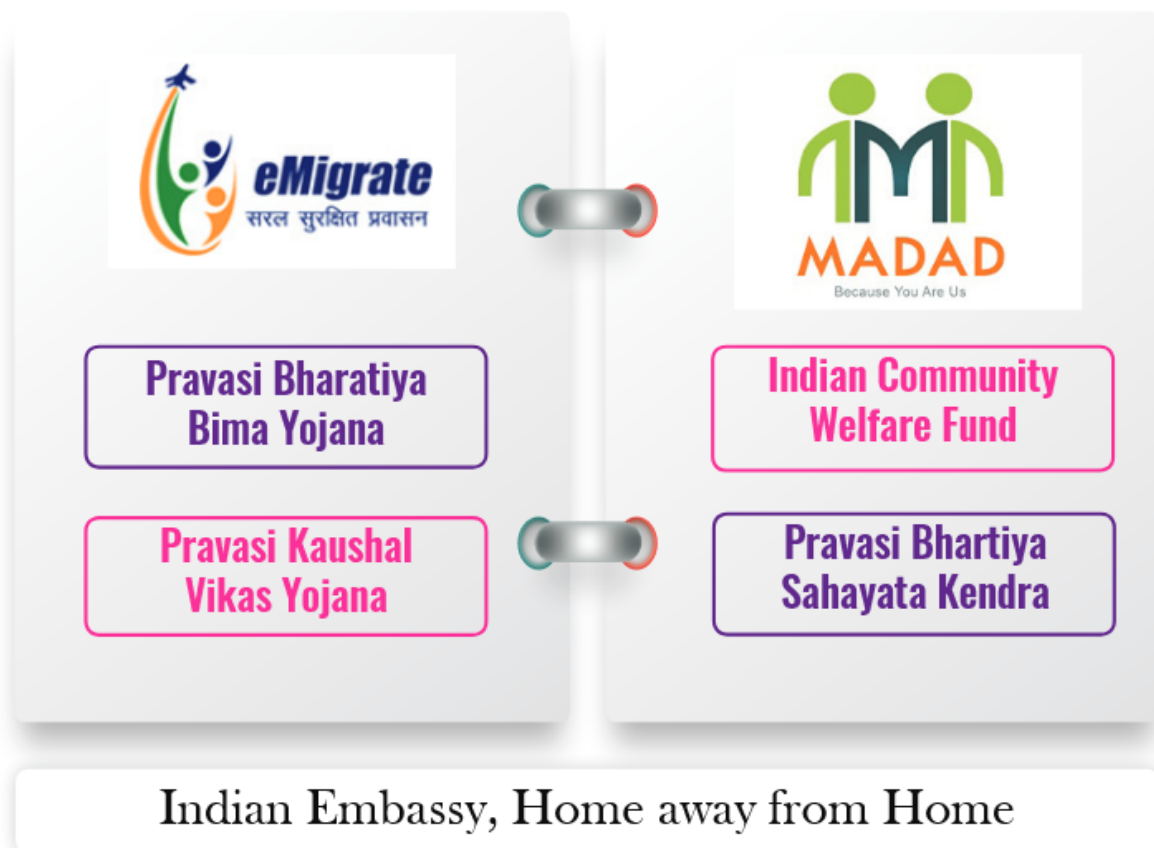 eMigrate
सरल सुरक्षित प्रवासन
Pravasi Bharatiya
Bima Yojana
Pravasi Kaushal
Vikas Yojana
MADAD
Because You Are Us
Indian Community
Welfare Fund
Pravasi Bhartiya
Sahayata Kendra
Indian Embassy, Home away from Home